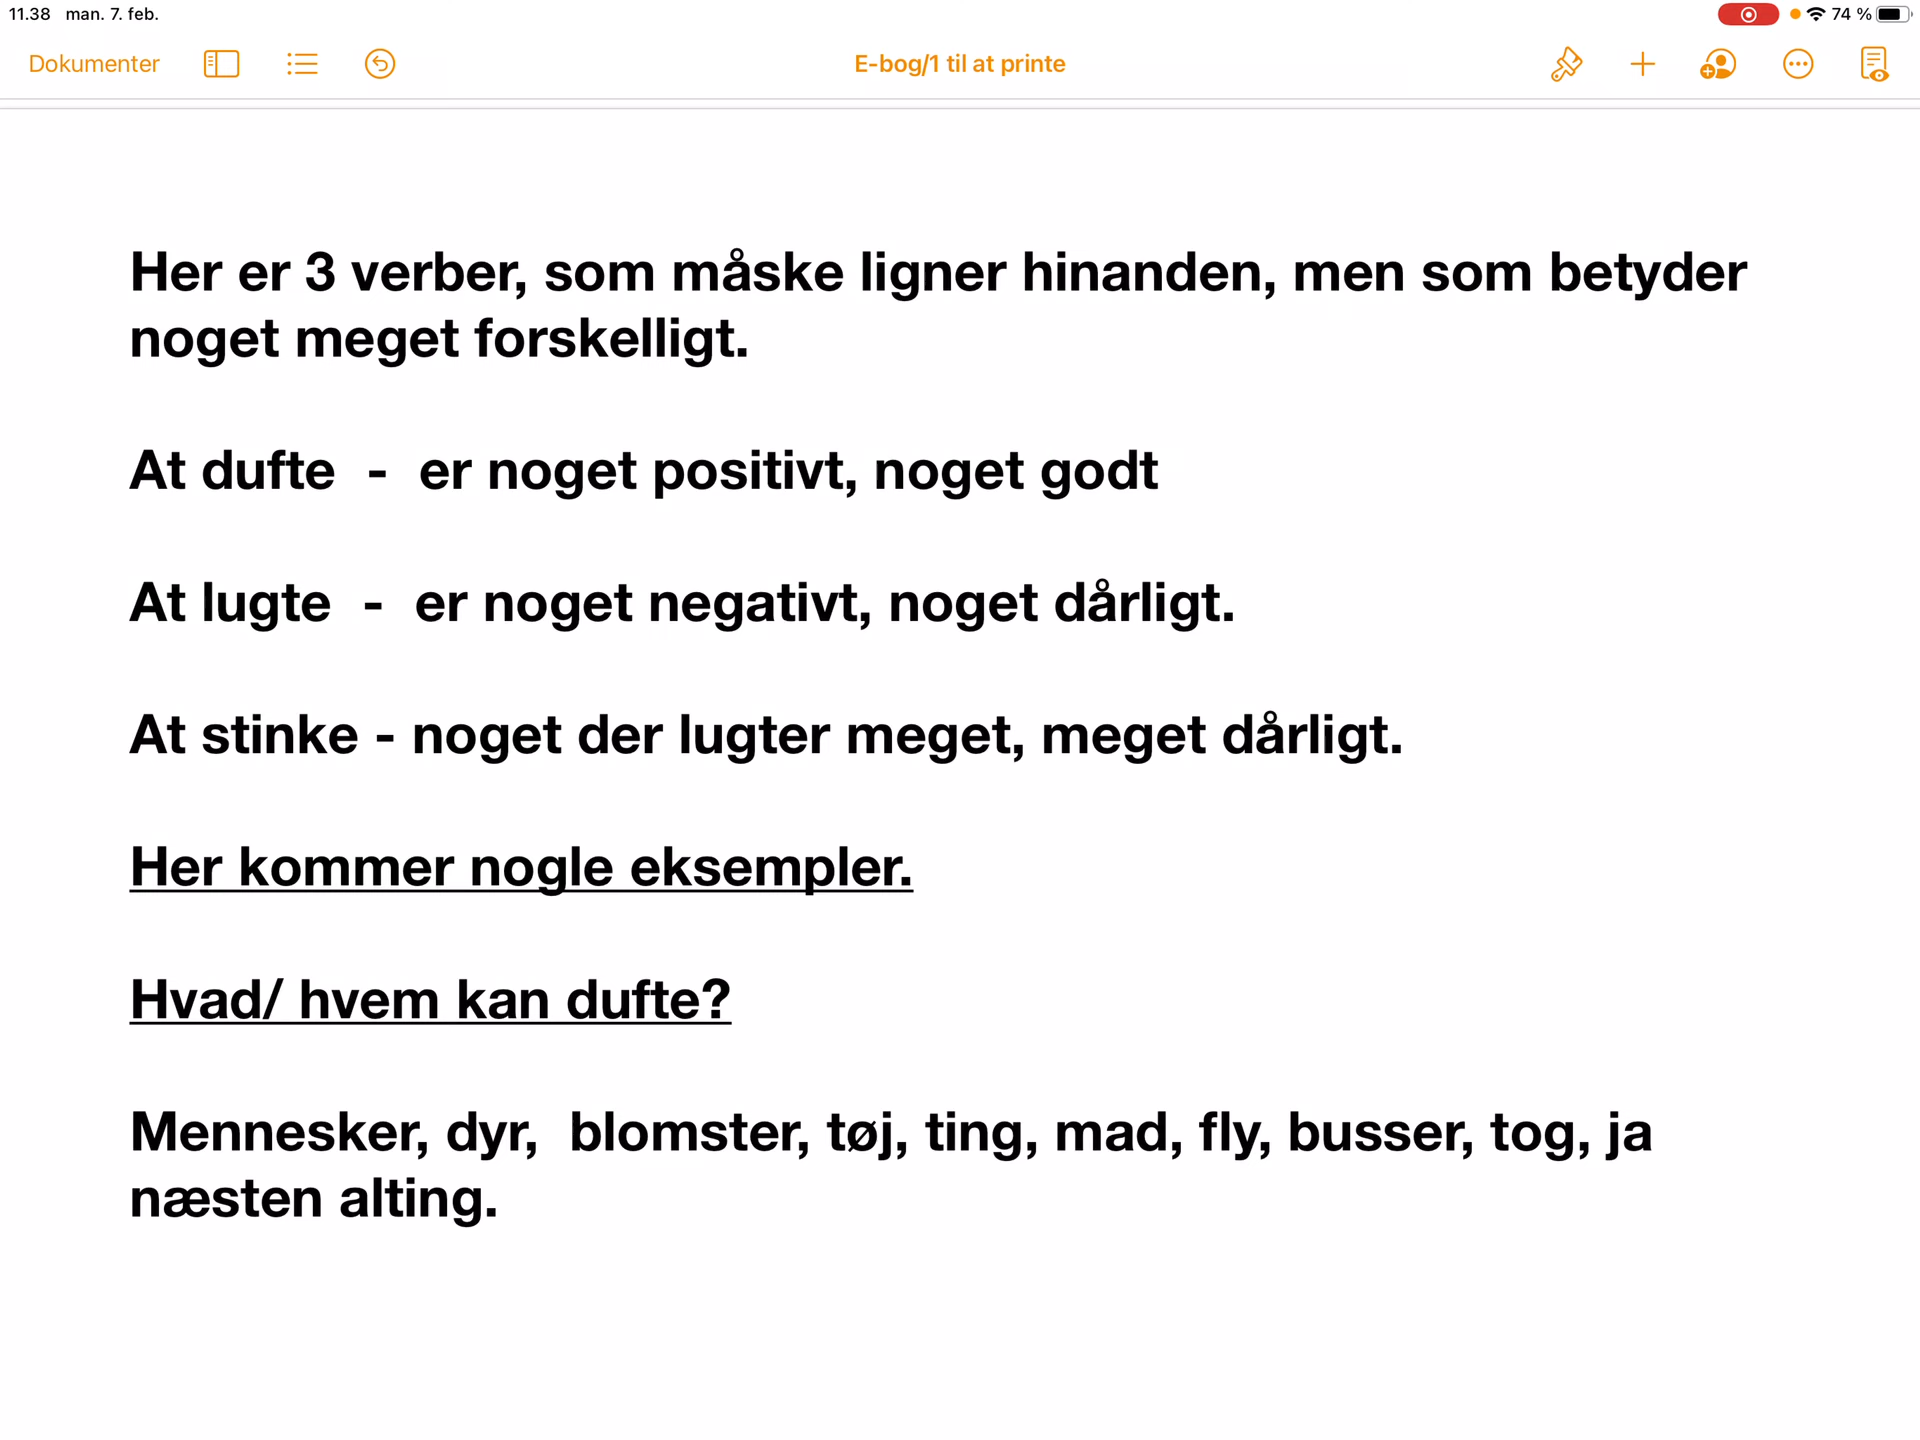 11.38 man. 7. feb.
74 %
Dokumenter
E-bog/1 til at printe
Her er 3 verber, som måske ligner hinanden, men som betyder
noget meget forskelligt.
At dufte  -  er noget positivt, noget godt
At lugte  -  er noget negativt, noget dårligt.
At stinke - noget der lugter meget, meget dårligt.
Her kommer nogle eksempler.
Hvad/ hvem kan dufte?
Mennesker, dyr,  blomster, tøj, ting, mad, fly, busser, tog, ja
næsten alting.